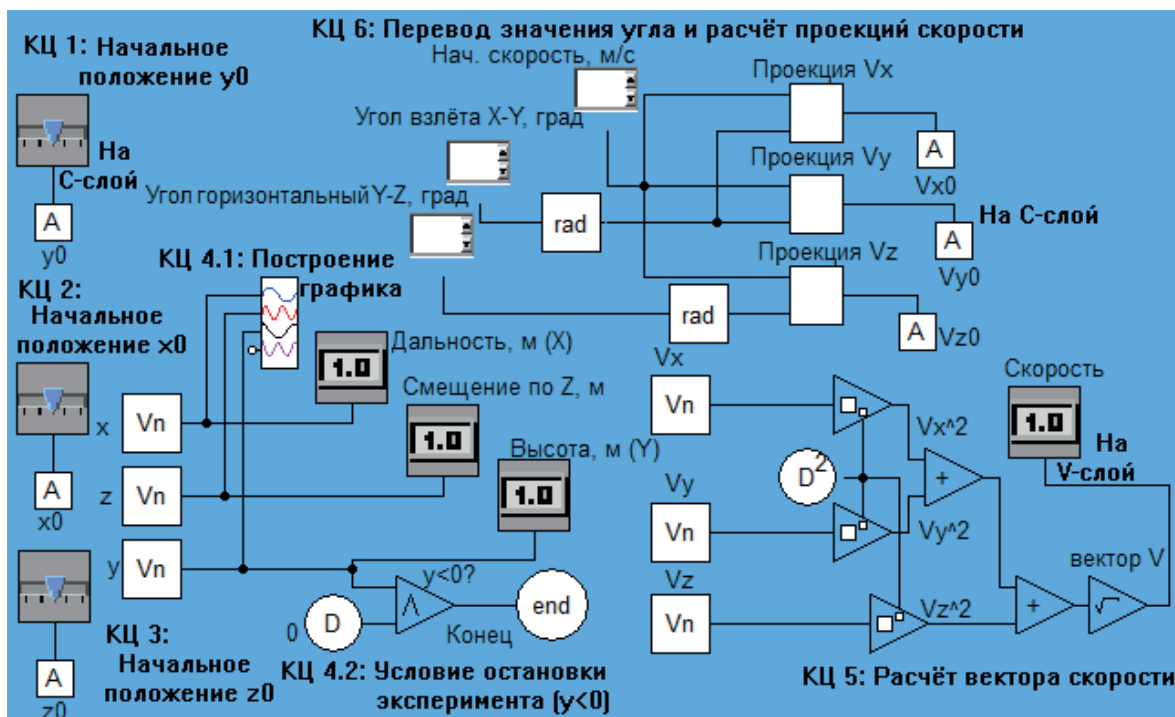 КЦ 1: Начальное
положение y0
На
С-слой
A
y0
КЦ 6: Перевод значения угла и расчёт проекций скорости
Нач. скорость, м/с
Угол взлёта X-Y, град
Угол горизонтальный Y-Z, град
rad
rad
Проекция Vx
A
Vx0
Проекция Vy
На С-слой
A
Vy0
Проекция Vz
A
Vz0
КЦ 4.1: Построение
графика
КЦ 2:
Начальное
положение x0
A
x0
x
Vn
z
Vn
y
Vn
1.0
Дальность, м (X)
1.0
Смещение по Z, м
1.0
Высота, м (Y)
y<0?
0
D
end
Конец
КЦ 4.2: Условие остановки
эксперимента (y<0)
КЦ 3:
Начальное
положение z0
A
z0
Vx
Vn
Vy
Vn
Vz
Vn
D
2
Vx^2
Vy^2
Vz^2
+
+
вектор V
Скорость
1.0
На
V-слой
КЦ 5: Расчёт вектора скорости